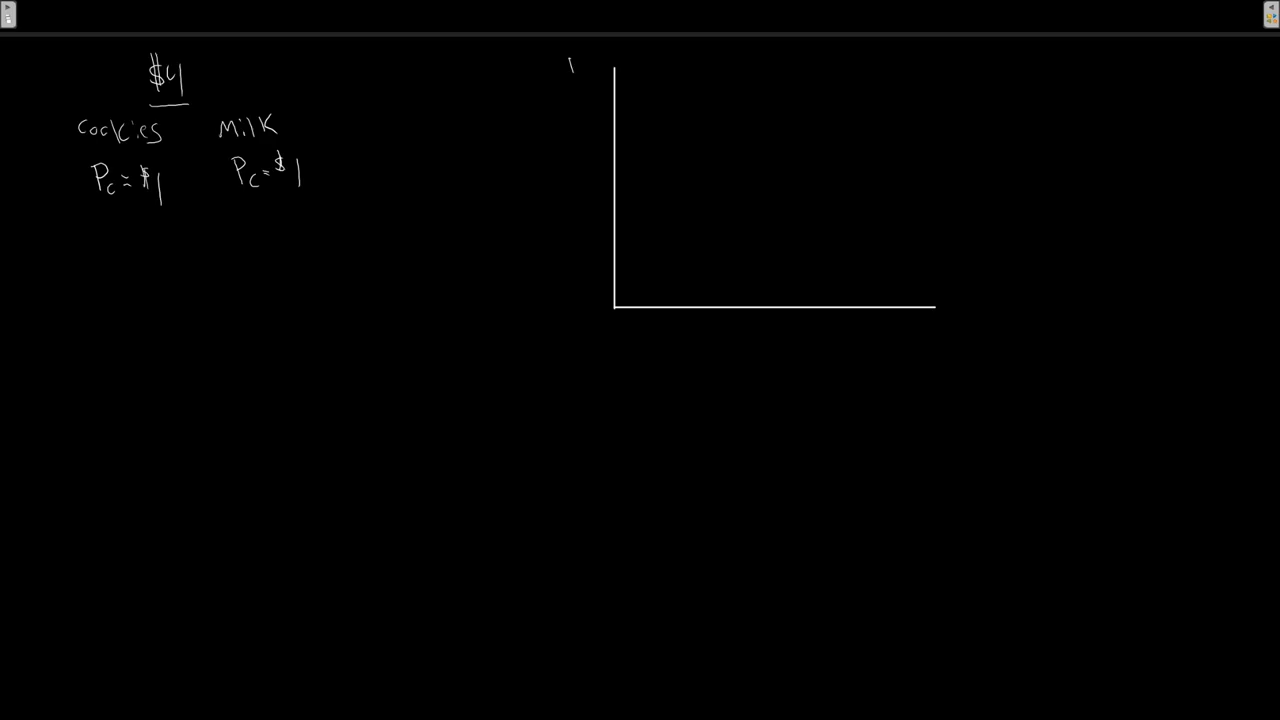 $4
Cookies Milk
Pc = $1 Pc = $1